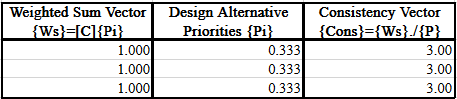 Weighted Sum Vector Design Alternative Consistency Vector
{Ws}=[C]{Pi} Priorities {Pi} {Cons}={Ws}./{P}
1.000 0.333 3.00
1.000 0.333 3.00
1.000 0.333 3.00